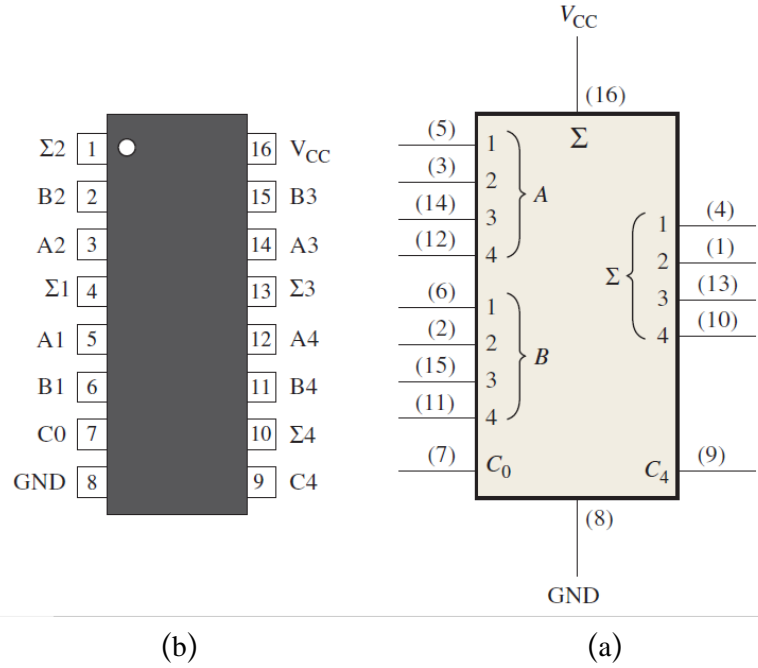 Σ2 1 16 VCC
B2 2 15 B3
A2 3 14 A3
Σ1 4 13 Σ3
A1 5 12 A4
B1 6 11 B4
C0 7 10 Σ4
GND 8 9 C4
(b)
VCC
(16)
Σ
(5) 1
(3) 2
(14) 3
(12) 4
A
(6) 1
(2) 2
(15) 3
(11) 4
B
(7) C0
Σ
1 (4)
2 (1)
3 (13)
4 (10)
C4 (9)
(8)
GND
(a)